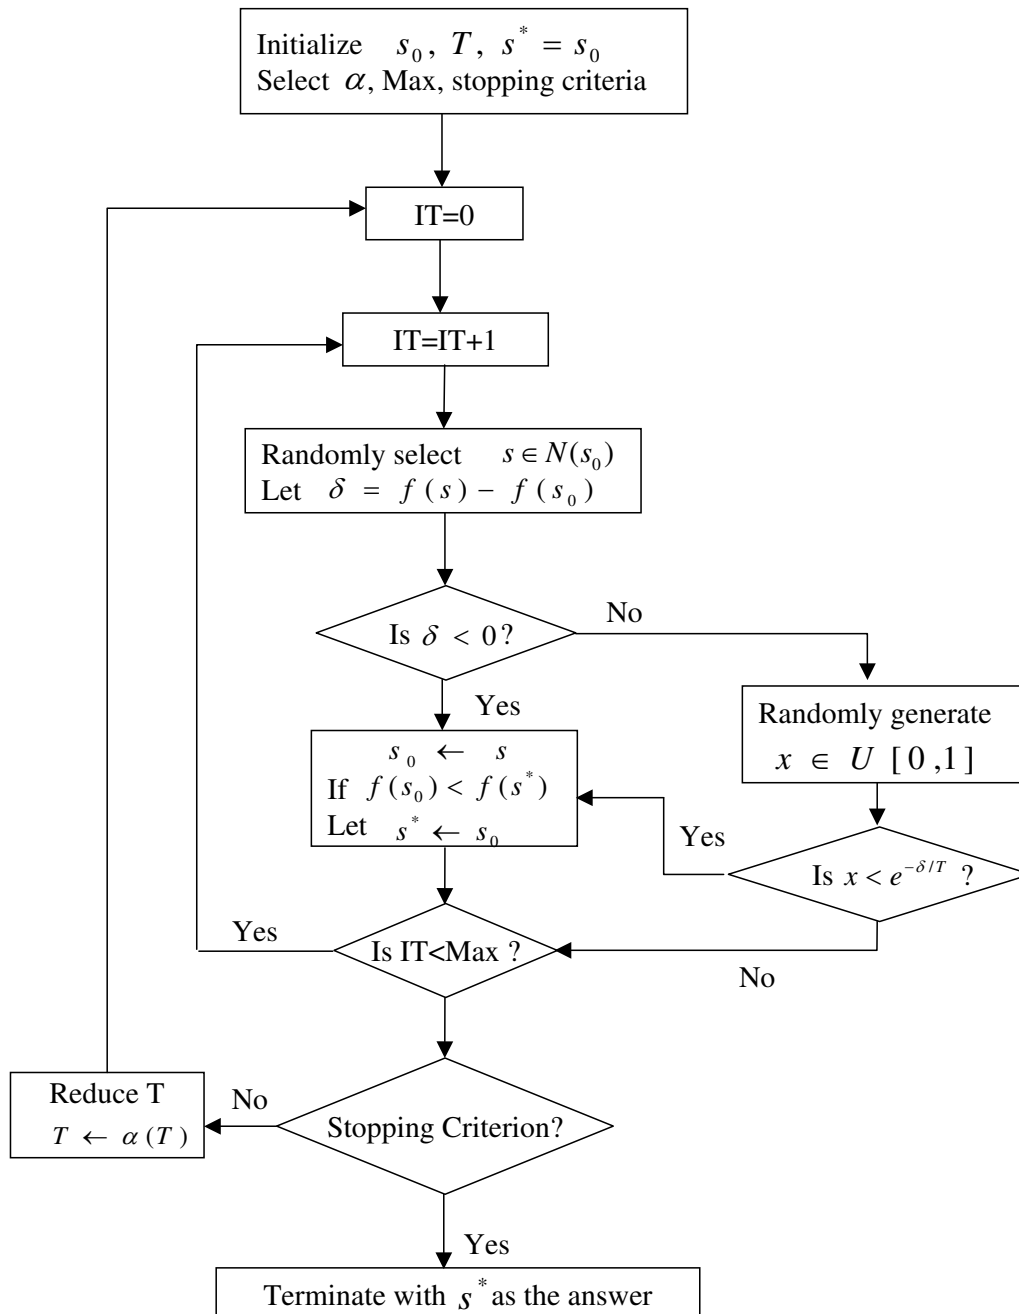 Initialize s₀, T, s* = s₀
Select α, Max, stopping criteria
IT=0
IT=IT+1
Randomly select s ∈ N(s₀)
Let δ = f(s) − f(s₀)
Is δ < 0?
No
Yes
Randomly generate
x ∈ U [0,1]
s₀ ← s
If f(s₀) < f(s*)
Let s* ← s₀
Yes
Is x < e^{−δ/T} ?
Yes
Is IT<Max ?
No
Reduce T
T ← α(T)
No
Stopping Criterion?
Yes
Terminate with s* as the answer